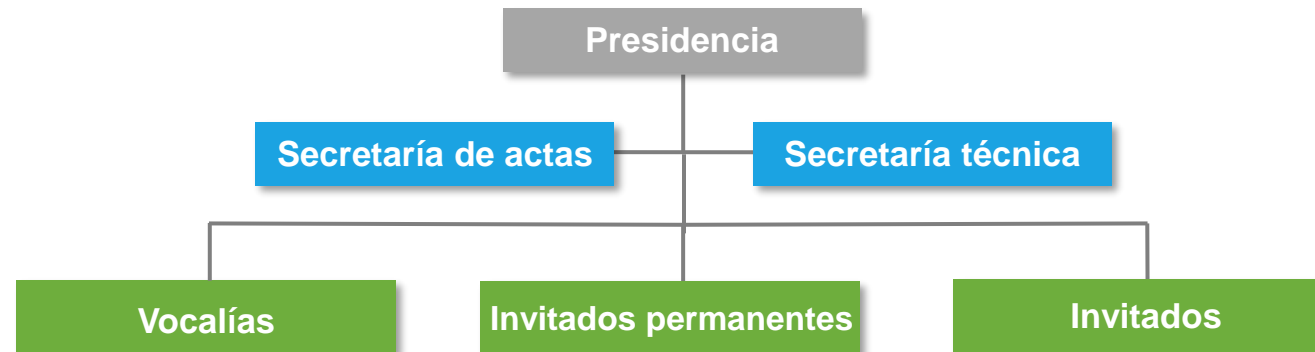 Presidencia
Secretaría de actas
Secretaría técnica
Vocalías
Invitados permanentes
Invitados